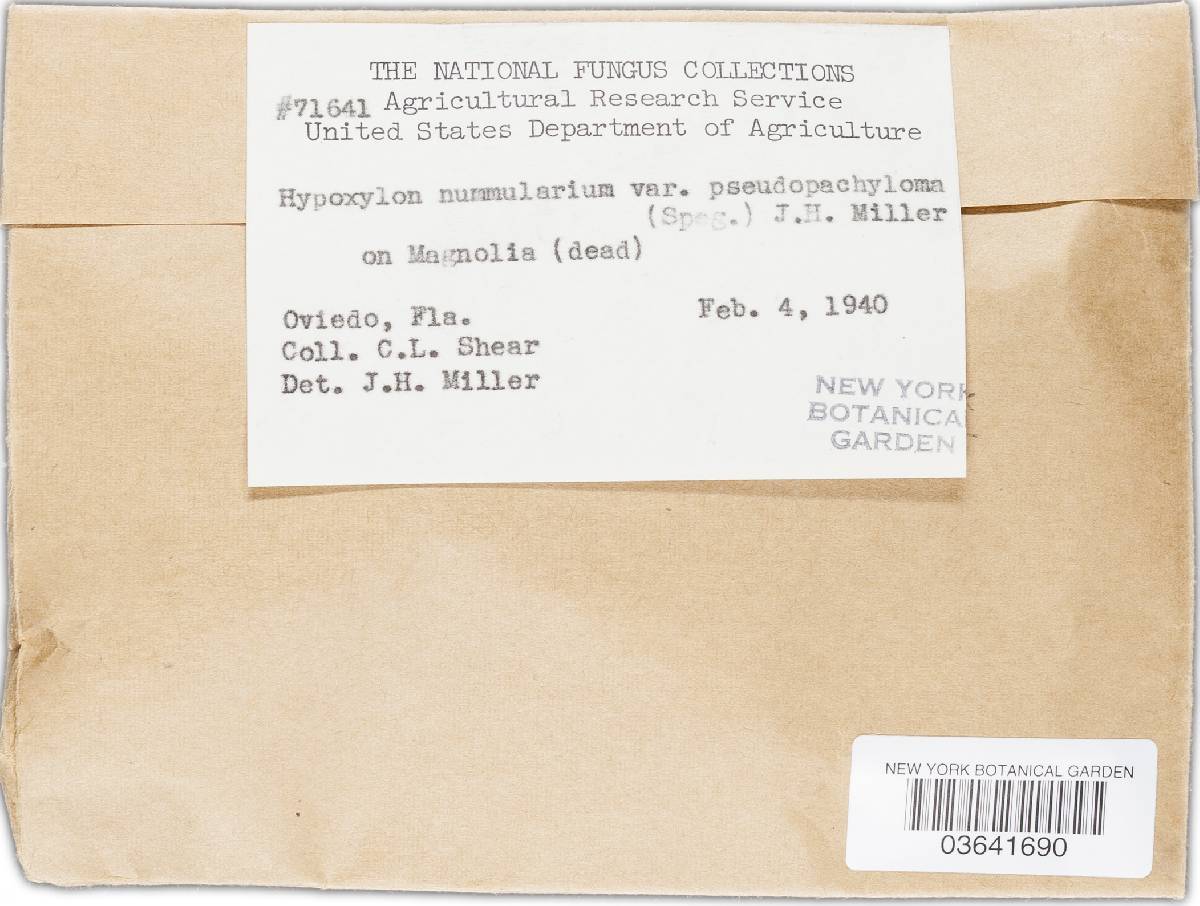 THE NATIONAL FUNGUS COLLECTIONS
#71641 Agricultural Research Service
United States Department of Agriculture
Hypoxylon nummularium var. pseudopachyloma
(Speg.) J.H. Miller
on Magnolia (dead)
Oviedo, Fla. Feb. 4, 1940
Coll. C.L. Shear
Det. J.H. Miller
NEW YORK
BOTANICA
GARDEN
NEW YORK BOTANICAL GARDEN
03641690